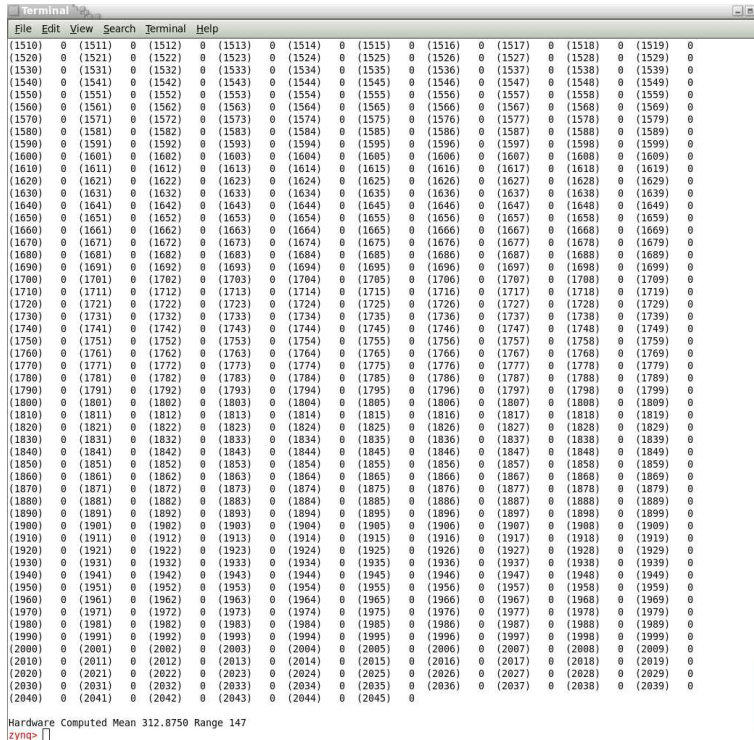 Terminal
File Edit View Search Terminal Help
(1510) 0 (1511) 0 (1512) 0 (1513) 0 (1514) 0 (1515) 0 (1516) 0 (1517) 0 (1518) 0 (1519) 0
(1520) 0 (1521) 0 (1522) 0 (1523) 0 (1524) 0 (1525) 0 (1526) 0 (1527) 0 (1528) 0 (1529) 0
(1530) 0 (1531) 0 (1532) 0 (1533) 0 (1534) 0 (1535) 0 (1536) 0 (1537) 0 (1538) 0 (1539) 0
(1540) 0 (1541) 0 (1542) 0 (1543) 0 (1544) 0 (1545) 0 (1546) 0 (1547) 0 (1548) 0 (1549) 0
(1550) 0 (1551) 0 (1552) 0 (1553) 0 (1554) 0 (1555) 0 (1556) 0 (1557) 0 (1558) 0 (1559) 0
(1560) 0 (1561) 0 (1562) 0 (1563) 0 (1564) 0 (1565) 0 (1566) 0 (1567) 0 (1568) 0 (1569) 0
(1570) 0 (1571) 0 (1572) 0 (1573) 0 (1574) 0 (1575) 0 (1576) 0 (1577) 0 (1578) 0 (1579) 0
(1580) 0 (1581) 0 (1582) 0 (1583) 0 (1584) 0 (1585) 0 (1586) 0 (1587) 0 (1588) 0 (1589) 0
(1590) 0 (1591) 0 (1592) 0 (1593) 0 (1594) 0 (1595) 0 (1596) 0 (1597) 0 (1598) 0 (1599) 0
(1600) 0 (1601) 0 (1602) 0 (1603) 0 (1604) 0 (1605) 0 (1606) 0 (1607) 0 (1608) 0 (1609) 0
(1610) 0 (1611) 0 (1612) 0 (1613) 0 (1614) 0 (1615) 0 (1616) 0 (1617) 0 (1618) 0 (1619) 0
(1620) 0 (1621) 0 (1622) 0 (1623) 0 (1624) 0 (1625) 0 (1626) 0 (1627) 0 (1628) 0 (1629) 0
(1630) 0 (1631) 0 (1632) 0 (1633) 0 (1634) 0 (1635) 0 (1636) 0 (1637) 0 (1638) 0 (1639) 0
(1640) 0 (1641) 0 (1642) 0 (1643) 0 (1644) 0 (1645) 0 (1646) 0 (1647) 0 (1648) 0 (1649) 0
(1650) 0 (1651) 0 (1652) 0 (1653) 0 (1654) 0 (1655) 0 (1656) 0 (1657) 0 (1658) 0 (1659) 0
(1660) 0 (1661) 0 (1662) 0 (1663) 0 (1664) 0 (1665) 0 (1666) 0 (1667) 0 (1668) 0 (1669) 0
(1670) 0 (1671) 0 (1672) 0 (1673) 0 (1674) 0 (1675) 0 (1676) 0 (1677) 0 (1678) 0 (1679) 0
(1680) 0 (1681) 0 (1682) 0 (1683) 0 (1684) 0 (1685) 0 (1686) 0 (1687) 0 (1688) 0 (1689) 0
(1690) 0 (1691) 0 (1692) 0 (1693) 0 (1694) 0 (1695) 0 (1696) 0 (1697) 0 (1698) 0 (1699) 0
(1700) 0 (1701) 0 (1702) 0 (1703) 0 (1704) 0 (1705) 0 (1706) 0 (1707) 0 (1708) 0 (1709) 0
(1710) 0 (1711) 0 (1712) 0 (1713) 0 (1714) 0 (1715) 0 (1716) 0 (1717) 0 (1718) 0 (1719) 0
(1720) 0 (1721) 0 (1722) 0 (1723) 0 (1724) 0 (1725) 0 (1726) 0 (1727) 0 (1728) 0 (1729) 0
(1730) 0 (1731) 0 (1732) 0 (1733) 0 (1734) 0 (1735) 0 (1736) 0 (1737) 0 (1738) 0 (1739) 0
(1740) 0 (1741) 0 (1742) 0 (1743) 0 (1744) 0 (1745) 0 (1746) 0 (1747) 0 (1748) 0 (1749) 0
(1750) 0 (1751) 0 (1752) 0 (1753) 0 (1754) 0 (1755) 0 (1756) 0 (1757) 0 (1758) 0 (1759) 0
(1760) 0 (1761) 0 (1762) 0 (1763) 0 (1764) 0 (1765) 0 (1766) 0 (1767) 0 (1768) 0 (1769) 0
(1770) 0 (1771) 0 (1772) 0 (1773) 0 (1774) 0 (1775) 0 (1776) 0 (1777) 0 (1778) 0 (1779) 0
(1780) 0 (1781) 0 (1782) 0 (1783) 0 (1784) 0 (1785) 0 (1786) 0 (1787) 0 (1788) 0 (1789) 0
(1790) 0 (1791) 0 (1792) 0 (1793) 0 (1794) 0 (1795) 0 (1796) 0 (1797) 0 (1798) 0 (1799) 0
(1800) 0 (1801) 0 (1802) 0 (1803) 0 (1804) 0 (1805) 0 (1806) 0 (1807) 0 (1808) 0 (1809) 0
(1810) 0 (1811) 0 (1812) 0 (1813) 0 (1814) 0 (1815) 0 (1816) 0 (1817) 0 (1818) 0 (1819) 0
(1820) 0 (1821) 0 (1822) 0 (1823) 0 (1824) 0 (1825) 0 (1826) 0 (1827) 0 (1828) 0 (1829) 0
(1830) 0 (1831) 0 (1832) 0 (1833) 0 (1834) 0 (1835) 0 (1836) 0 (1837) 0 (1838) 0 (1839) 0
(1840) 0 (1841) 0 (1842) 0 (1843) 0 (1844) 0 (1845) 0 (1846) 0 (1847) 0 (1848) 0 (1849) 0
(1850) 0 (1851) 0 (1852) 0 (1853) 0 (1854) 0 (1855) 0 (1856) 0 (1857) 0 (1858) 0 (1859) 0
(1860) 0 (1861) 0 (1862) 0 (1863) 0 (1864) 0 (1865) 0 (1866) 0 (1867) 0 (1868) 0 (1869) 0
(1870) 0 (1871) 0 (1872) 0 (1873) 0 (1874) 0 (1875) 0 (1876) 0 (1877) 0 (1878) 0 (1879) 0
(1880) 0 (1881) 0 (1882) 0 (1883) 0 (1884) 0 (1885) 0 (1886) 0 (1887) 0 (1888) 0 (1889) 0
(1890) 0 (1891) 0 (1892) 0 (1893) 0 (1894) 0 (1895) 0 (1896) 0 (1897) 0 (1898) 0 (1899) 0
(1900) 0 (1901) 0 (1902) 0 (1903) 0 (1904) 0 (1905) 0 (1906) 0 (1907) 0 (1908) 0 (1909) 0
(1910) 0 (1911) 0 (1912) 0 (1913) 0 (1914) 0 (1915) 0 (1916) 0 (1917) 0 (1918) 0 (1919) 0
(1920) 0 (1921) 0 (1922) 0 (1923) 0 (1924) 0 (1925) 0 (1926) 0 (1927) 0 (1928) 0 (1929) 0
(1930) 0 (1931) 0 (1932) 0 (1933) 0 (1934) 0 (1935) 0 (1936) 0 (1937) 0 (1938) 0 (1939) 0
(1940) 0 (1941) 0 (1942) 0 (1943) 0 (1944) 0 (1945) 0 (1946) 0 (1947) 0 (1948) 0 (1949) 0
(1950) 0 (1951) 0 (1952) 0 (1953) 0 (1954) 0 (1955) 0 (1956) 0 (1957) 0 (1958) 0 (1959) 0
(1960) 0 (1961) 0 (1962) 0 (1963) 0 (1964) 0 (1965) 0 (1966) 0 (1967) 0 (1968) 0 (1969) 0
(1970) 0 (1971) 0 (1972) 0 (1973) 0 (1974) 0 (1975) 0 (1976) 0 (1977) 0 (1978) 0 (1979) 0
(1980) 0 (1981) 0 (1982) 0 (1983) 0 (1984) 0 (1985) 0 (1986) 0 (1987) 0 (1988) 0 (1989) 0
(1990) 0 (1991) 0 (1992) 0 (1993) 0 (1994) 0 (1995) 0 (1996) 0 (1997) 0 (1998) 0 (1999) 0
(2000) 0 (2001) 0 (2002) 0 (2003) 0 (2004) 0 (2005) 0 (2006) 0 (2007) 0 (2008) 0 (2009) 0
(2010) 0 (2011) 0 (2012) 0 (2013) 0 (2014) 0 (2015) 0 (2016) 0 (2017) 0 (2018) 0 (2019) 0
(2020) 0 (2021) 0 (2022) 0 (2023) 0 (2024) 0 (2025) 0 (2026) 0 (2027) 0 (2028) 0 (2029) 0
(2030) 0 (2031) 0 (2032) 0 (2033) 0 (2034) 0 (2035) 0 (2036) 0 (2037) 0 (2038) 0 (2039) 0
(2040) 0 (2041) 0 (2042) 0 (2043) 0 (2044) 0 (2045) 0
Hardware Computed Mean 312.8750 Range 147
zynq>